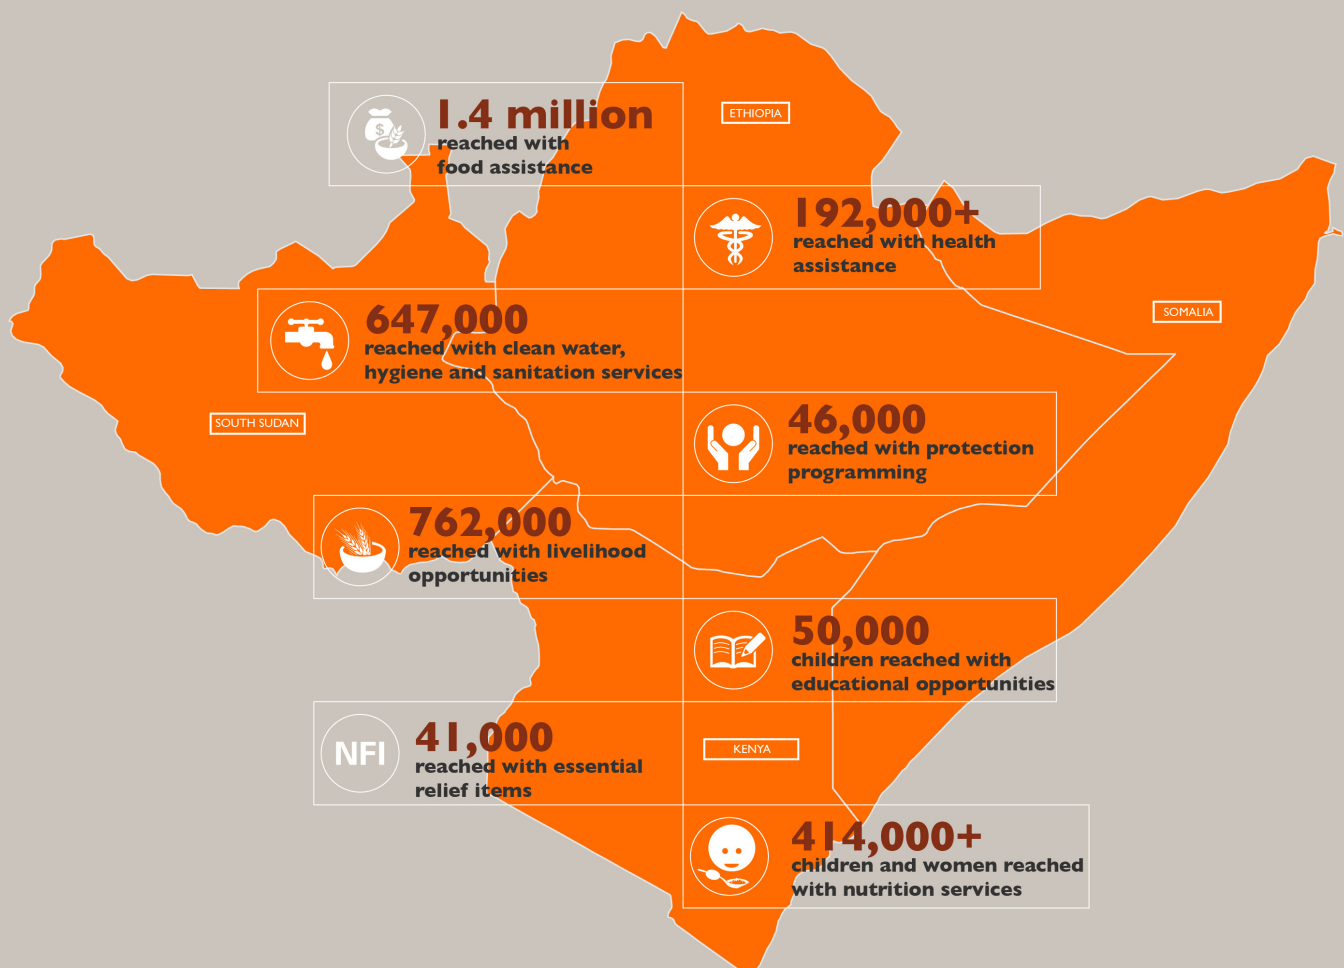 1.4 million
reached with
food assistance
ETHIOPIA
192,000+
reached with health
assistance
647,000
reached with clean water,
hygiene and sanitation services
SOMALIA
46,000
reached with protection
programming
SOUTH SUDAN
762,000
reached with livelihood
opportunities
50,000
children reached with
educational opportunities
NFI
41,000
reached with essential
relief items
KENYA
414,000+
children and women reached
with nutrition services
$